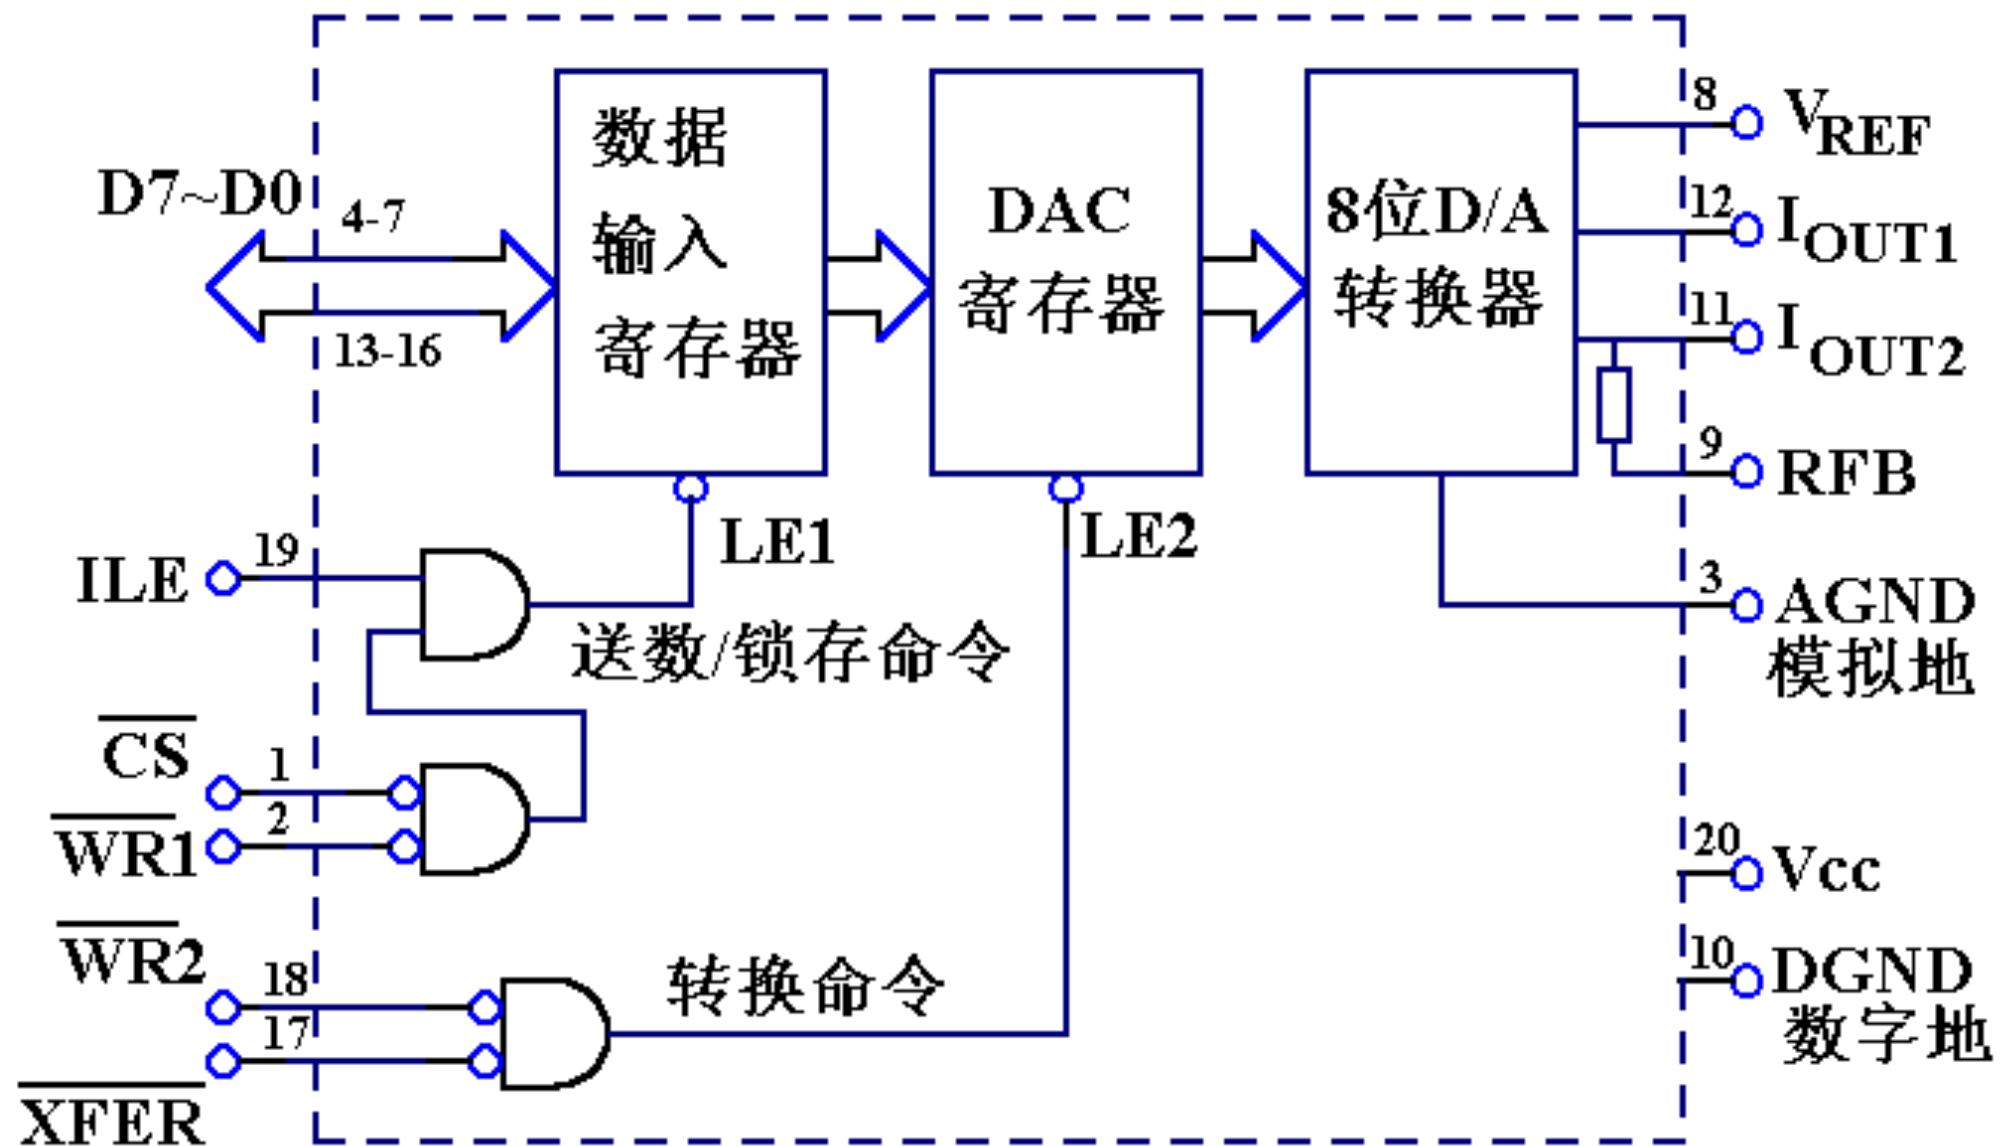 D7~D0
4-7
13-16
数据
输入
寄存器
DAC
寄存器
8位D/A
转换器
8
VREF
12
IOUT1
11
IOUT2
9
RFB
3
AGND
模拟地
ILE
19
LE1
LE2
送数/锁存命令
CS
1
WR1
2
WR2
18
17
XFER
转换命令
20
Vcc
10
DGND
数字地